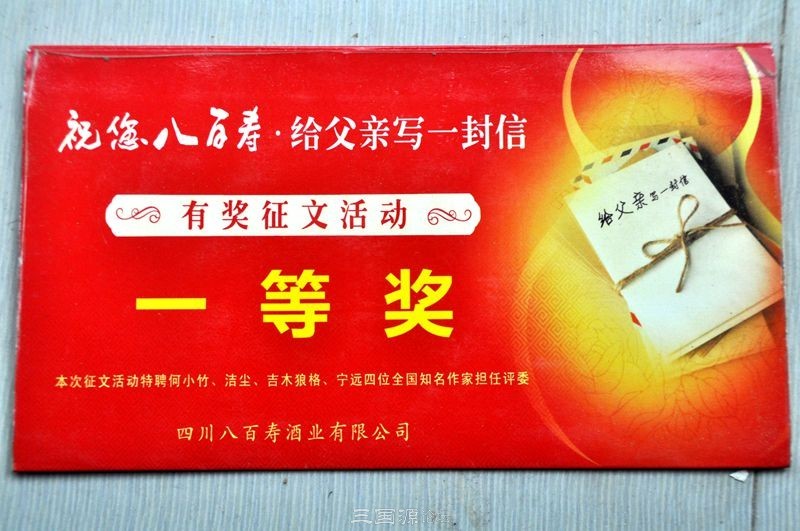 祝您八百寿·给父亲写一封信
有奖征文活动
一等奖
给父亲写一封信
本次征文活动特聘何小竹、洁尘、吉木狼格、宁远四位全国知名作家担任评委
四川八百寿酒业有限公司
三国源